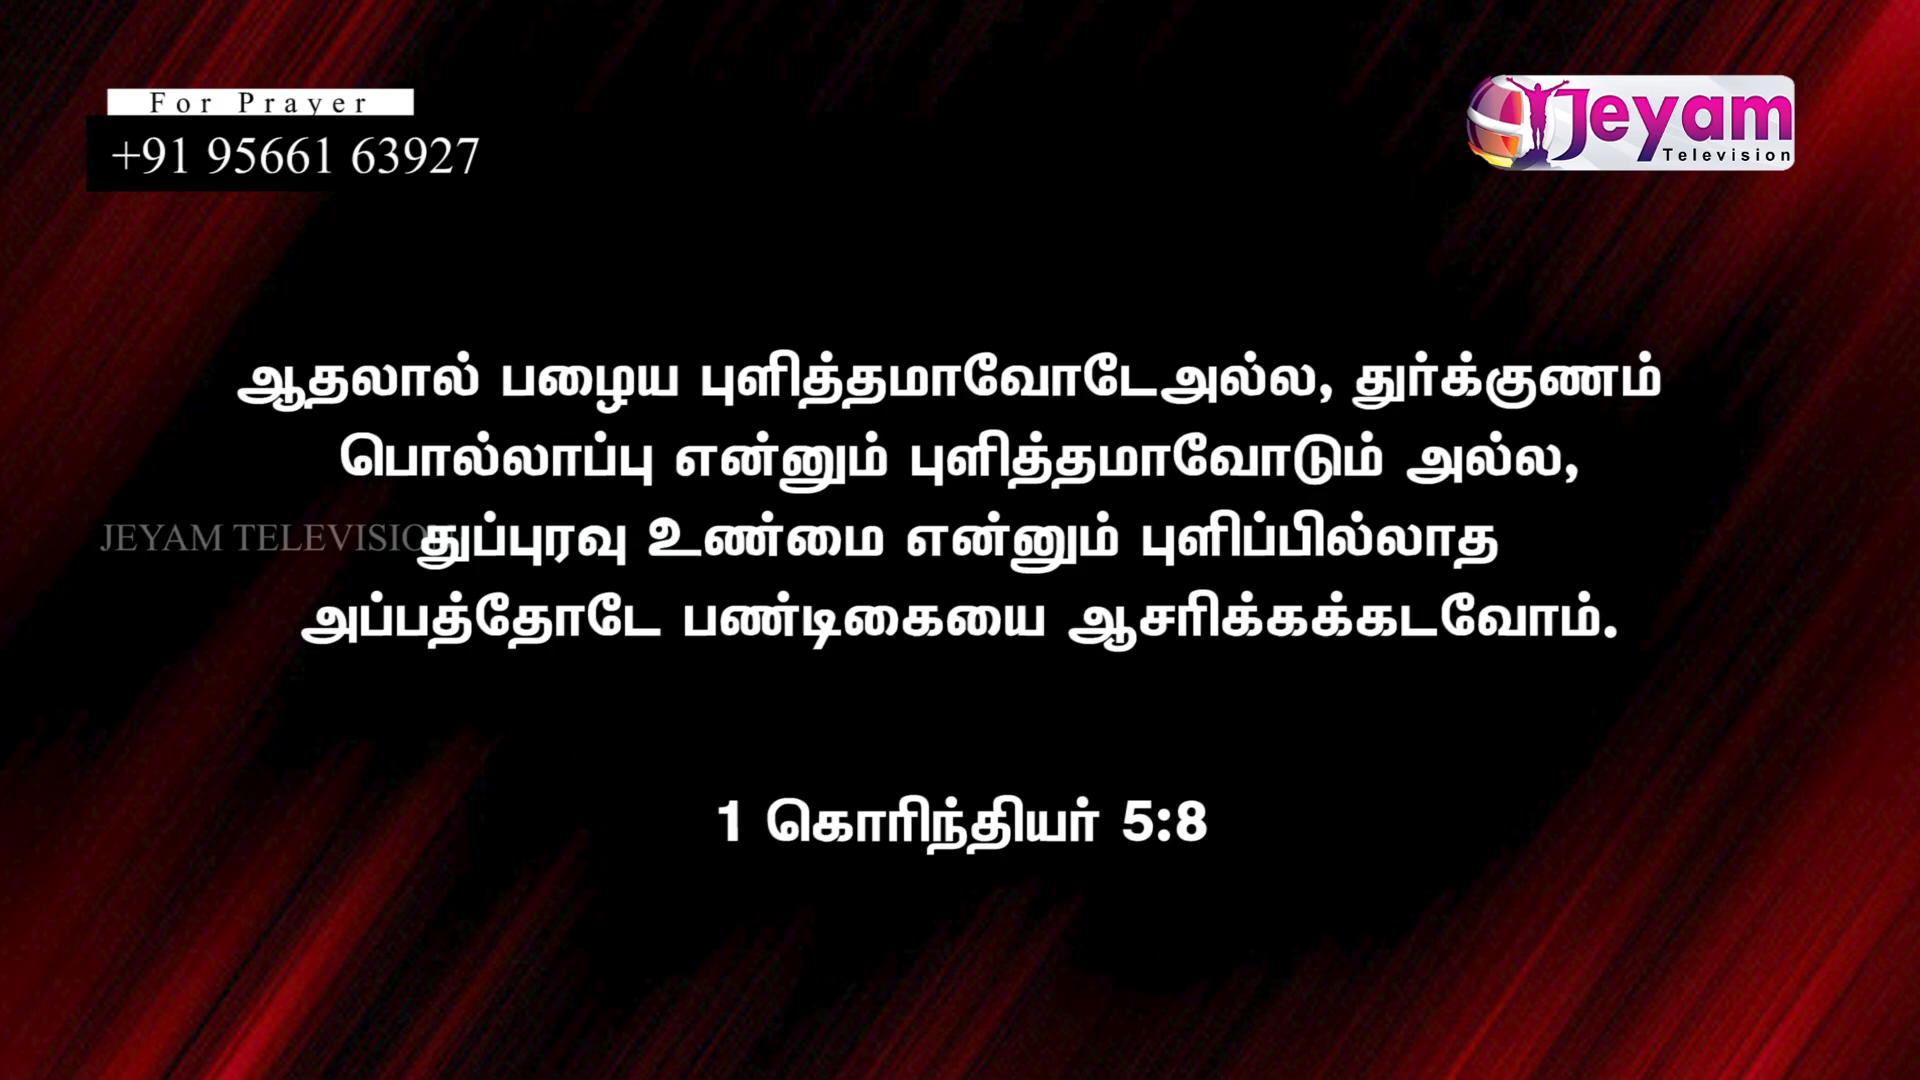 For Prayer
+91 95661 63927
Jeyam
Television
ஆதலால் பழைய புளித்தமாவோடேஅல்ல, துர்க்குணம்
பொல்லாப்பு என்னும் புளித்தமாவோடும் அல்ல,
JEYAM TELEVISION
துப்புரவு உண்மை என்னும் புளிப்பில்லாத
அப்பத்தோடே பண்டிகையை ஆசரிக்கக்கடவோம்.
1 கொரிந்தியர் 5:8